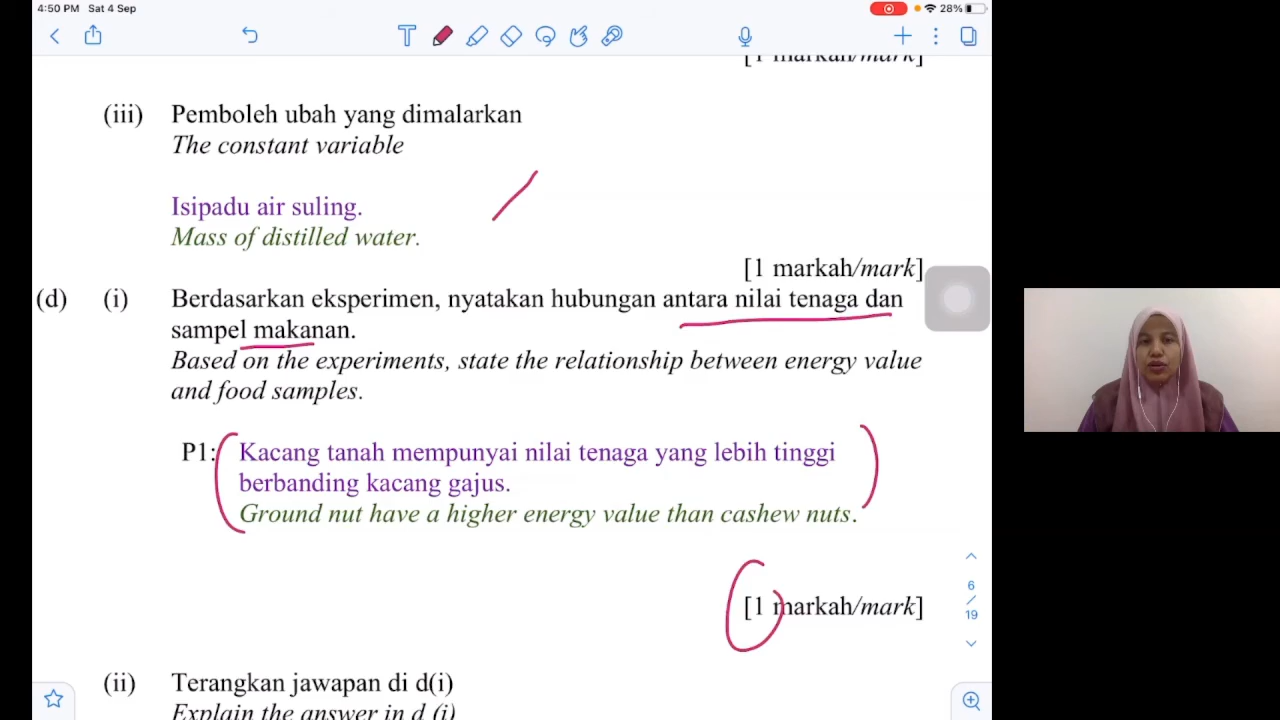 4:50 PM Sat 4 Sep
28%
[1 markah/mark]
(iii) Pemboleh ubah yang dimalarkan
The constant variable
Isipadu air suling.
Mass of distilled water.
[1 markah/mark]
(d) (i) Berdasarkan eksperimen, nyatakan hubungan antara nilai tenaga dan
sampel makanan.
Based on the experiments, state the relationship between energy value
and food samples.
P1: Kacang tanah mempunyai nilai tenaga yang lebih tinggi
berbanding kacang gajus.
Ground nut have a higher energy value than cashew nuts.
[1 markah/mark]
6
/
19
(ii) Terangkan jawapan di d(i)
Explain the answer in d (i)